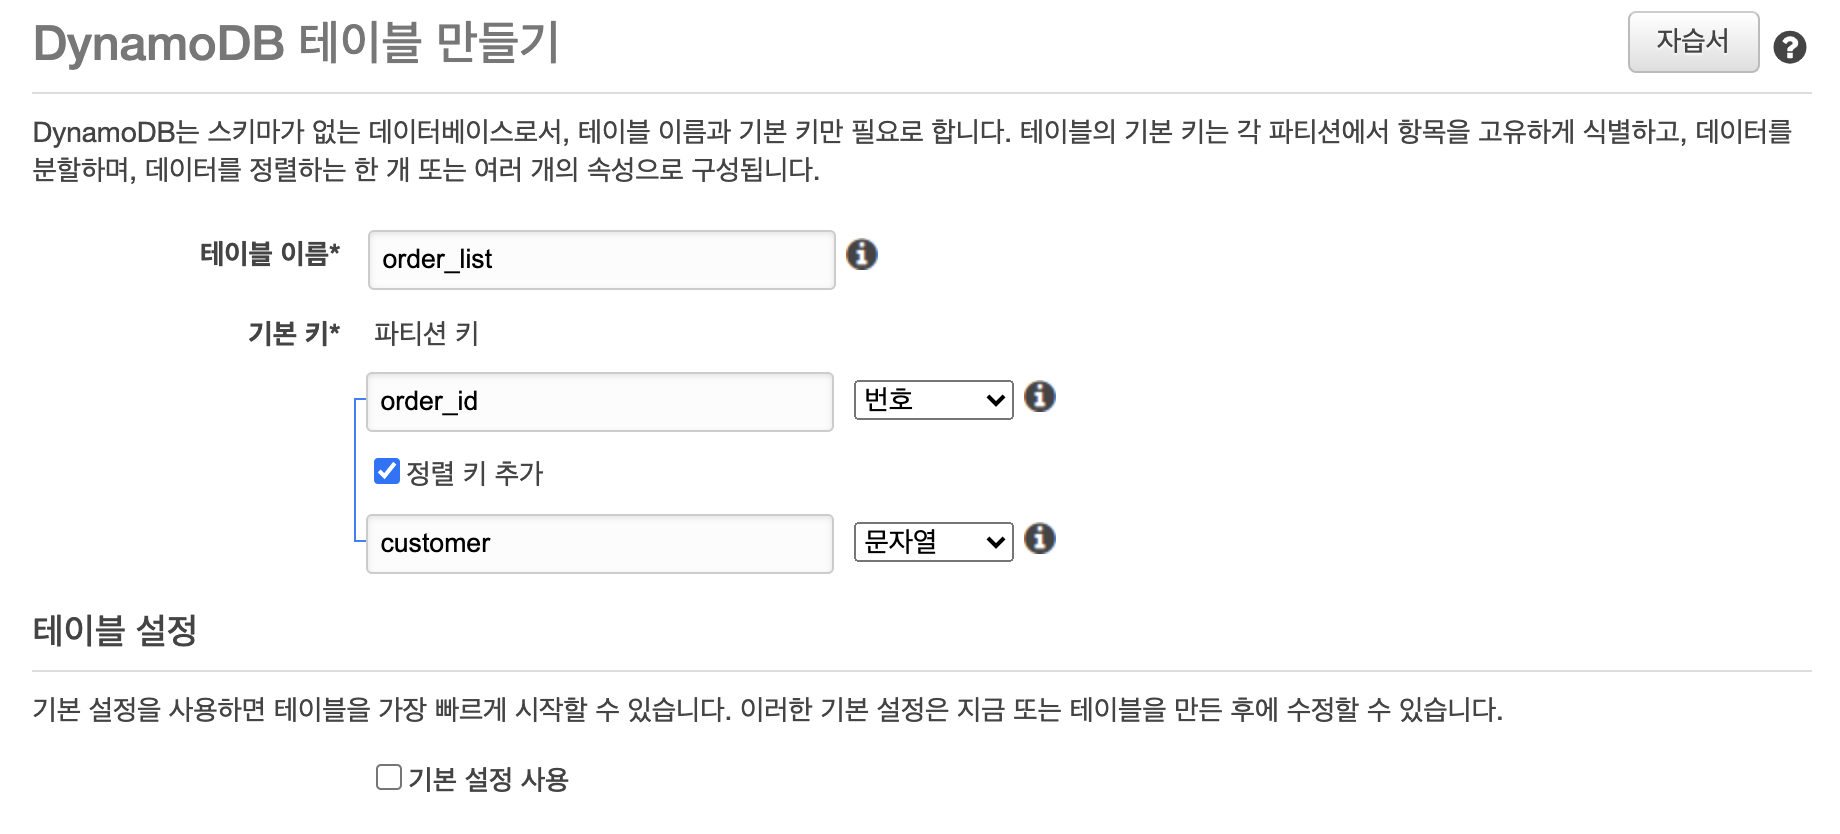 DynamoDB 테이블 만들기
자습서
DynamoDB는 스키마가 없는 데이터베이스로서, 테이블 이름과 기본 키만 필요로 합니다. 테이블의 기본 키는 각 파티션에서 항목을 고유하게 식별하고, 데이터를
분할하며, 데이터를 정렬하는 한 개 또는 여러 개의 속성으로 구성됩니다.
테이블 이름* order_list
기본 키* 파티션 키
order_id 번호
정렬 키 추가
customer 문자열
테이블 설정
기본 설정을 사용하면 테이블을 가장 빠르게 시작할 수 있습니다. 이러한 기본 설정은 지금 또는 테이블을 만든 후에 수정할 수 있습니다.
기본 설정 사용